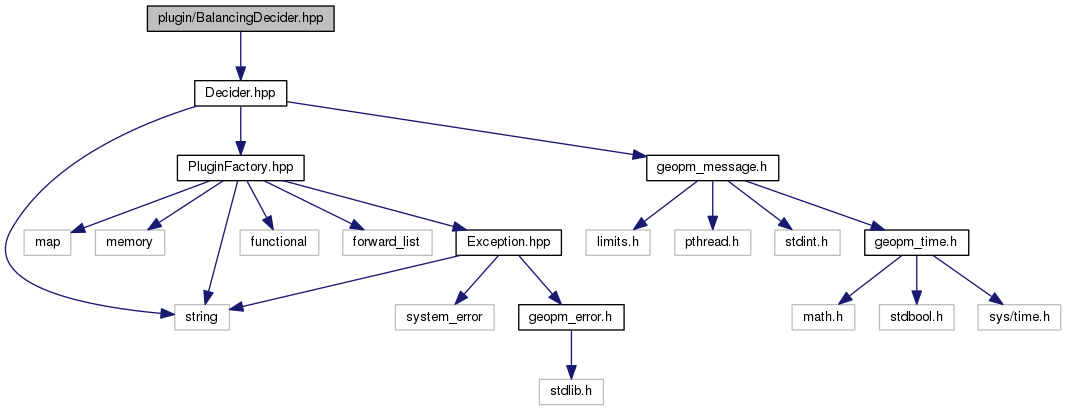 plugin/BalancingDecider.hpp
Decider.hpp
PluginFactory.hpp
geopm_message.h
map
memory
functional
forward_list
Exception.hpp
limits.h
pthread.h
stdint.h
geopm_time.h
string
system_error
geopm_error.h
math.h
stdbool.h
sys/time.h
stdlib.h